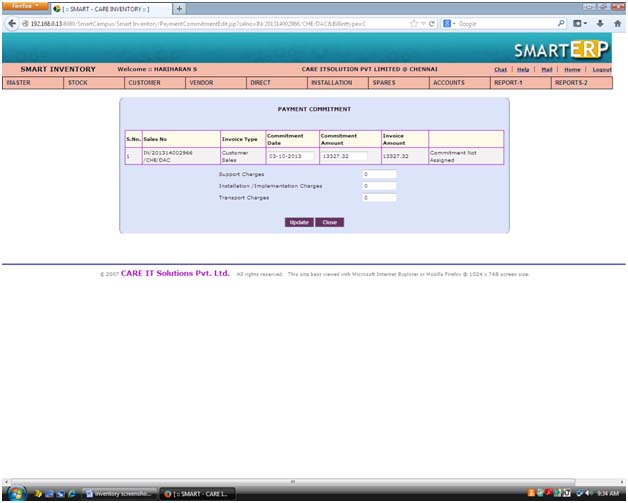 Firefox
[ :: SMART - CARE INVENTORY :: ]
192.168.0.13:8080/SmartCampus/Smart Inventory/PaymentCommitmentEdit.jsp?salno=IN/201314002966/CHE/DAC&Billenttype=C
Google
SMARTERP
SMART INVENTORY Welcome :: HARIHARAN S CARE ITSOLUTION PVT LIMITED @ CHENNAI Chat | Help | Mail | Home | Logout
MASTER STOCK CUSTOMER VENDOR DIRECT INSTALLATION SPARES ACCOUNTS REPORT-1 REPORTS-2
PAYMENT COMMITMENT
S.No. Sales No Invoice Type Commitment Date Commitment Amount Invoice Amount
1 IN/201314002966 /CHE/DAC Customer Sales 03-10-2013 13327.32 13327.32 Commitment Not Assigned
Support Charges 0
Installation /Implementation Charges 0
Transport Charges 0
Update Close
© 2007 CARE IT Solutions Pvt. Ltd. All rights reserved. This site best viewed with Microsoft Internet Explorer or Mozilla Firefox @ 1024 x 768 screen size.
inventory screensho... [ :: SMART - CARE I... 9:34 AM